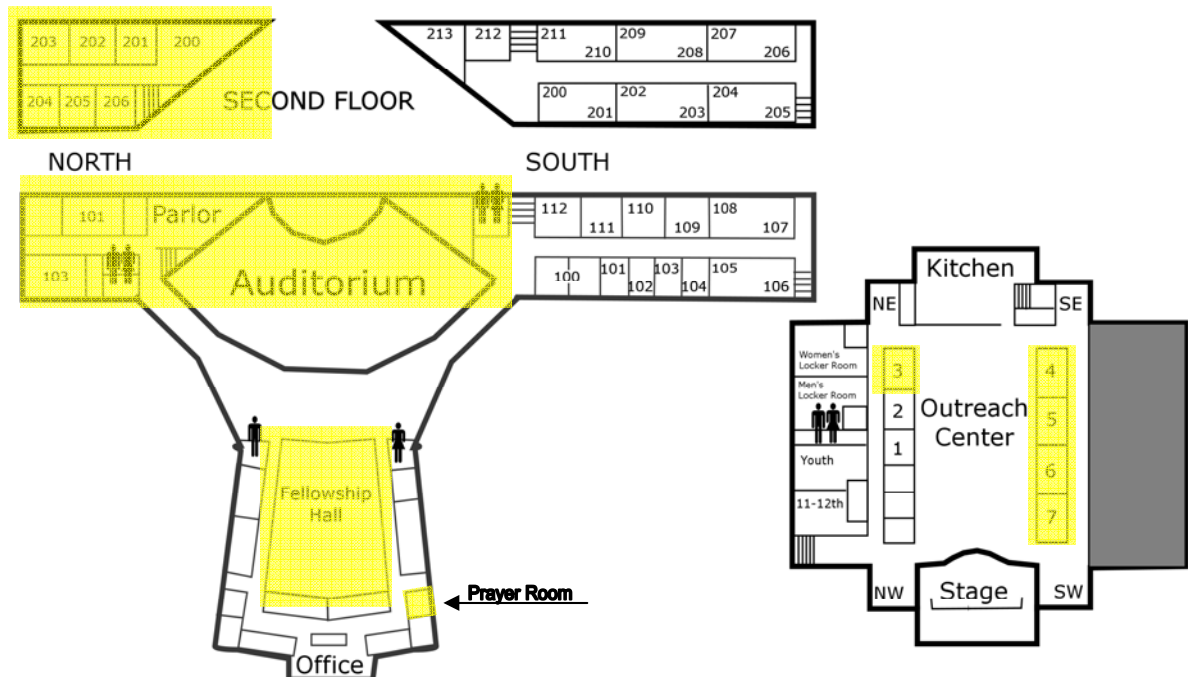 203 202 201 200
204 205 206
SECOND FLOOR
213 212 211 209 207
210 208 206
200 202 204
201 203 205
NORTH
SOUTH
101 Parlor
103
Auditorium
112 110 108
111 109 107
100 101 103 105
102 104 106
Fellowship
Hall
Prayer Room
Office
Kitchen
NE
SE
Women's
Locker Room
Men's
Locker Room
Youth
11-12th
3
2
1
Outreach
Center
4
5
6
7
NW
Stage
SW